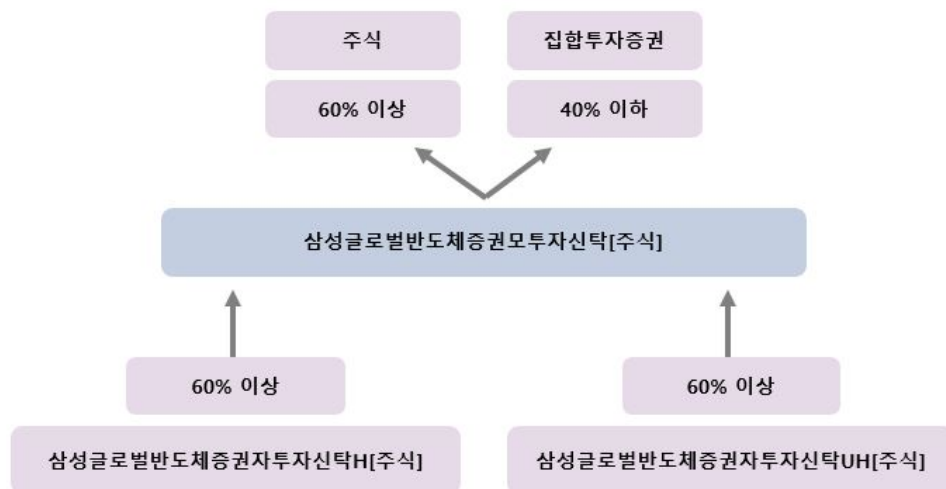 주식
집합투자증권
60% 이상
40% 이하
삼성글로벌반도체증권모투자신탁[주식]
60% 이상
60% 이상
삼성글로벌반도체증권자투자신탁H[주식]
삼성글로벌반도체증권자투자신탁UH[주식]